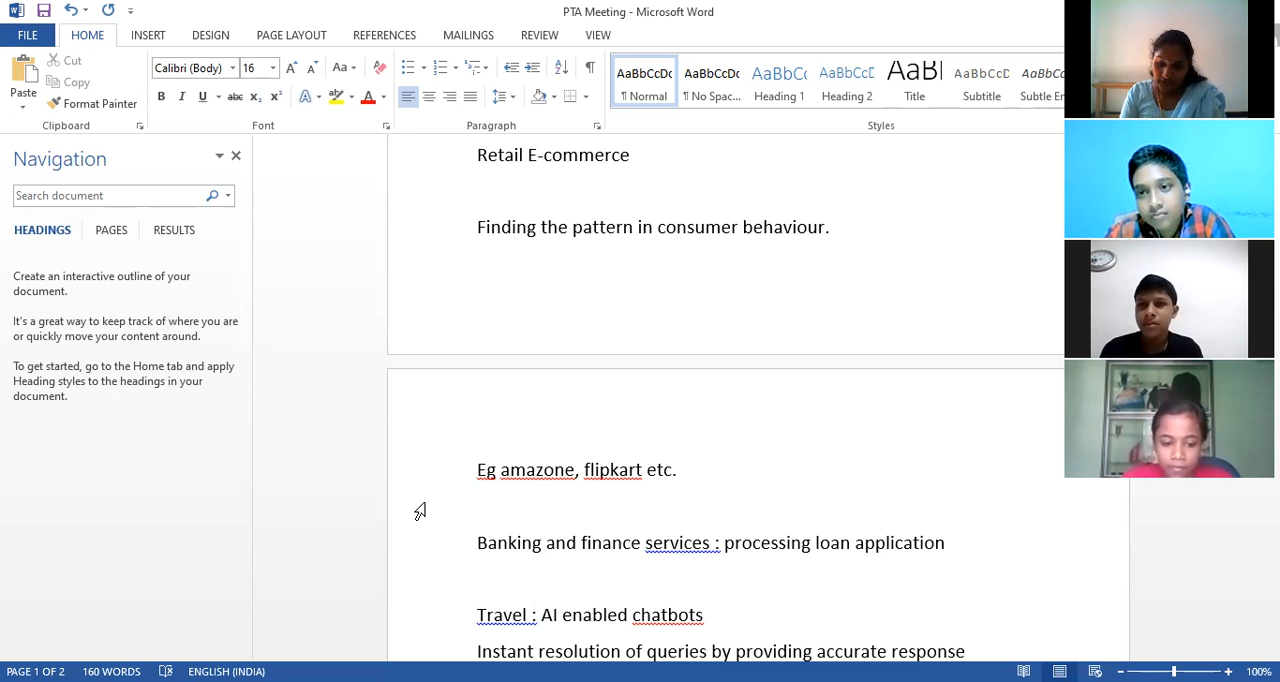 PTA Meeting - Microsoft Word
FILE HOME INSERT DESIGN PAGE LAYOUT REFERENCES MAILINGS REVIEW VIEW
Cut
Copy
Format Painter
Paste
Clipboard
Calibri (Body) 16
Font
Paragraph
AaBbCcDc AaBbCcDc AaBbCc AaBbCcD AaB AaBbCcD AaBbCc
¶ Normal ¶ No Spac... Heading 1 Heading 2 Title Subtitle Subtle Em
Styles
Navigation
Search document
HEADINGS PAGES RESULTS
Create an interactive outline of your
document.
It's a great way to keep track of where you are
or quickly move your content around.
To get started, go to the Home tab and apply
Heading styles to the headings in your
document.
Retail E-commerce
Finding the pattern in consumer behaviour.
Eg amazone, flipkart etc.
Banking and finance services : processing loan application
Travel : AI enabled chatbots
Instant resolution of queries by providing accurate response
PAGE 1 OF 2 160 WORDS ENGLISH (INDIA) 100%